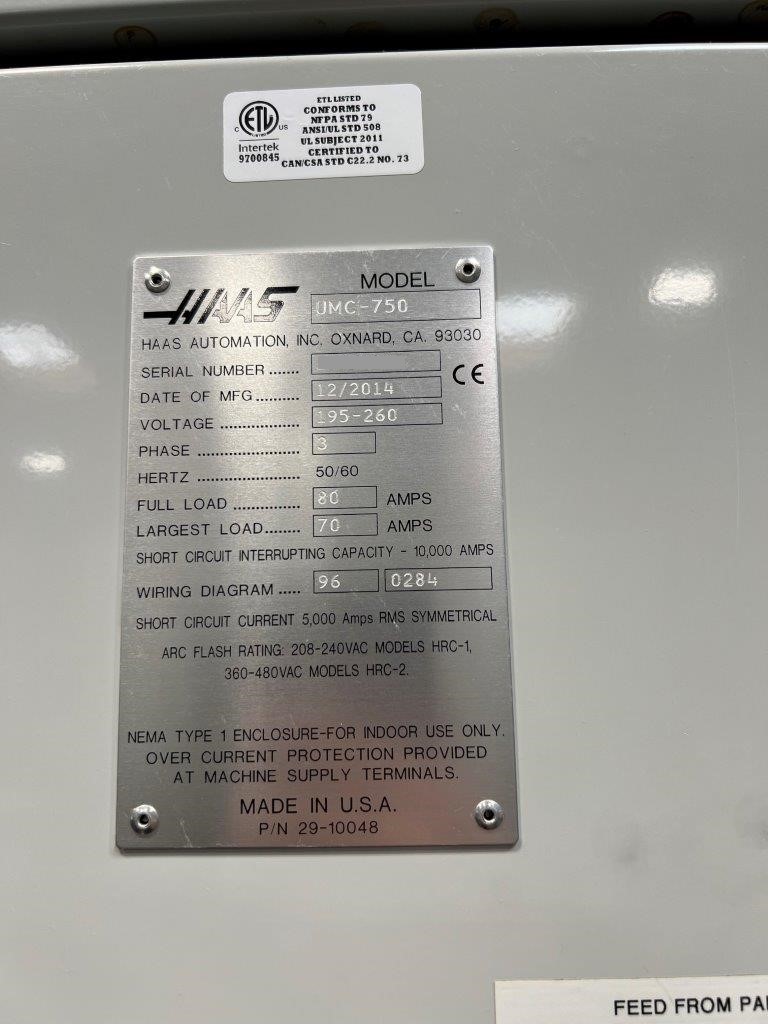 ETL LISTED
CONFORMS TO
NFPA STD 79
ANSI/UL STD 508
UL SUBJECT 2011
CERTIFIED TO
CAN/CSA STD C22.2 NO. 73
C ETL US
Intertek
9700845
HAAS
MODEL
UMC-750
HAAS AUTOMATION, INC. OXNARD, CA. 93030
SERIAL NUMBER .......
CE
DATE OF MFG.......... 12/2014
VOLTAGE .................. 195-260
PHASE ....................... 3
HERTZ ....................... 50/60
FULL LOAD ............... 80 AMPS
LARGEST LOAD........ 70 AMPS
SHORT CIRCUIT INTERRUPTING CAPACITY - 10,000 AMPS
WIRING DIAGRAM ..... 96 0284
SHORT CIRCUIT CURRENT 5,000 Amps RMS SYMMETRICAL
ARC FLASH RATING: 208-240VAC MODELS HRC-1,
360-480VAC MODELS HRC-2.
NEMA TYPE 1 ENCLOSURE-FOR INDOOR USE ONLY.
OVER CURRENT PROTECTION PROVIDED
AT MACHINE SUPPLY TERMINALS.
MADE IN U.S.A.
P/N 29-10048
FEED FROM PA